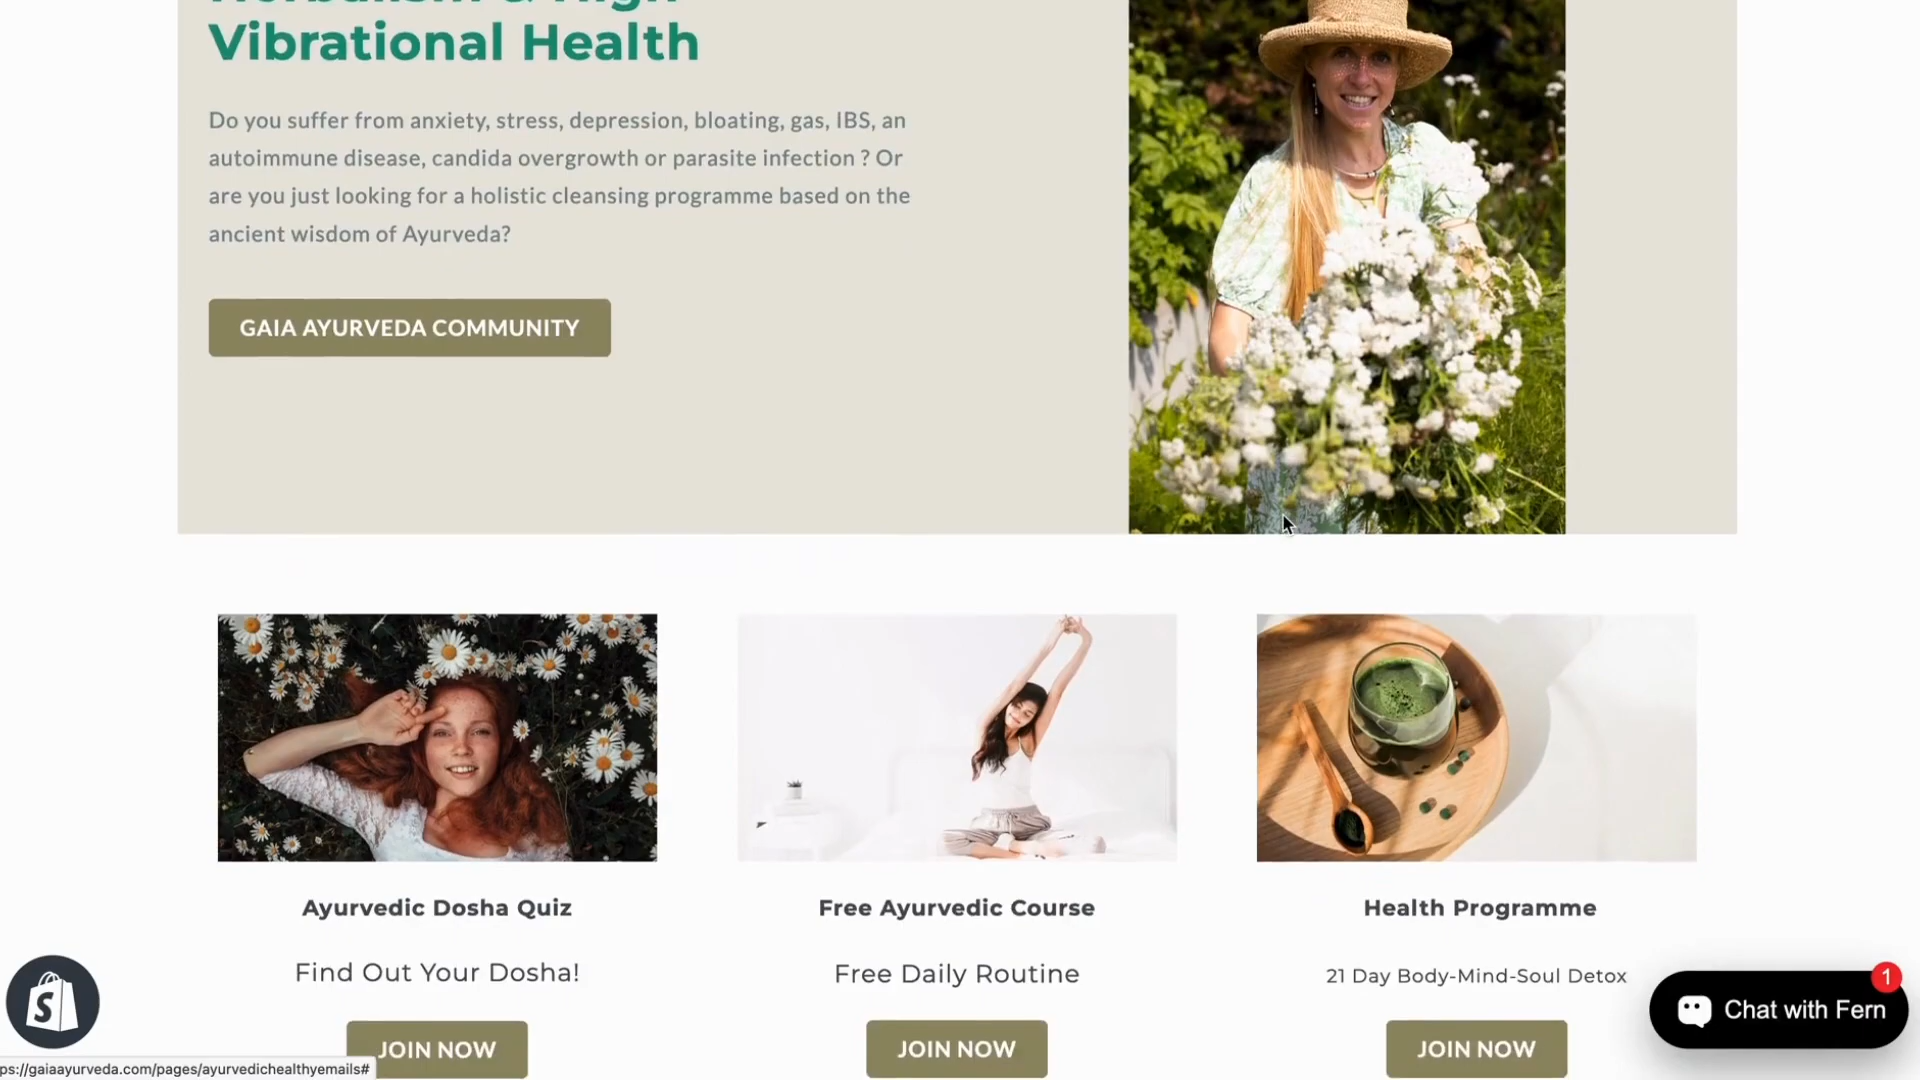 Herbalism & High
Vibrational Health
Do you suffer from anxiety, stress, depression, bloating, gas, IBS, an
autoimmune disease, candida overgrowth or parasite infection ? Or
are you just looking for a holistic cleansing programme based on the
ancient wisdom of Ayurveda?
GAIA AYURVEDA COMMUNITY
Ayurvedic Dosha Quiz
Free Ayurvedic Course
Health Programme
Find Out Your Dosha!
Free Daily Routine
21 Day Body-Mind-Soul Detox
JOIN NOW
JOIN NOW
JOIN NOW
1
Chat with Fern
ps://gaiaayurveda.com/pages/ayurvedichealthyemails#